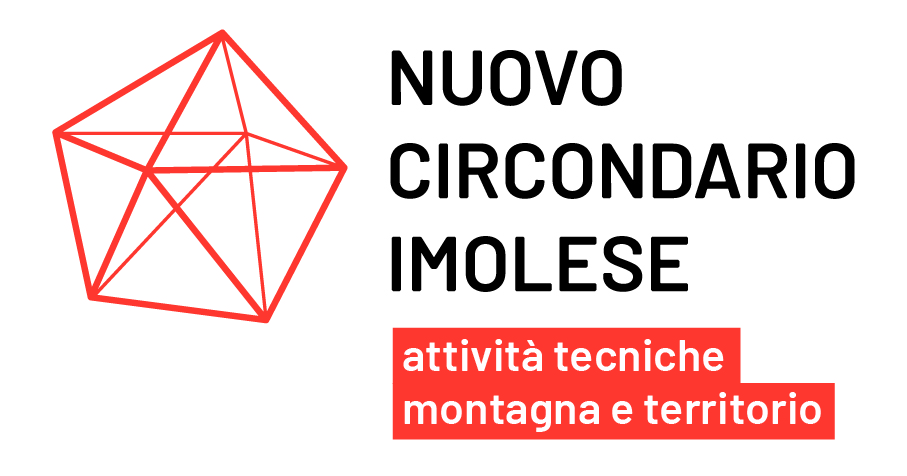 NUOVO
CIRCONDARIO
IMOLESE
attività tecniche
montagna e territorio